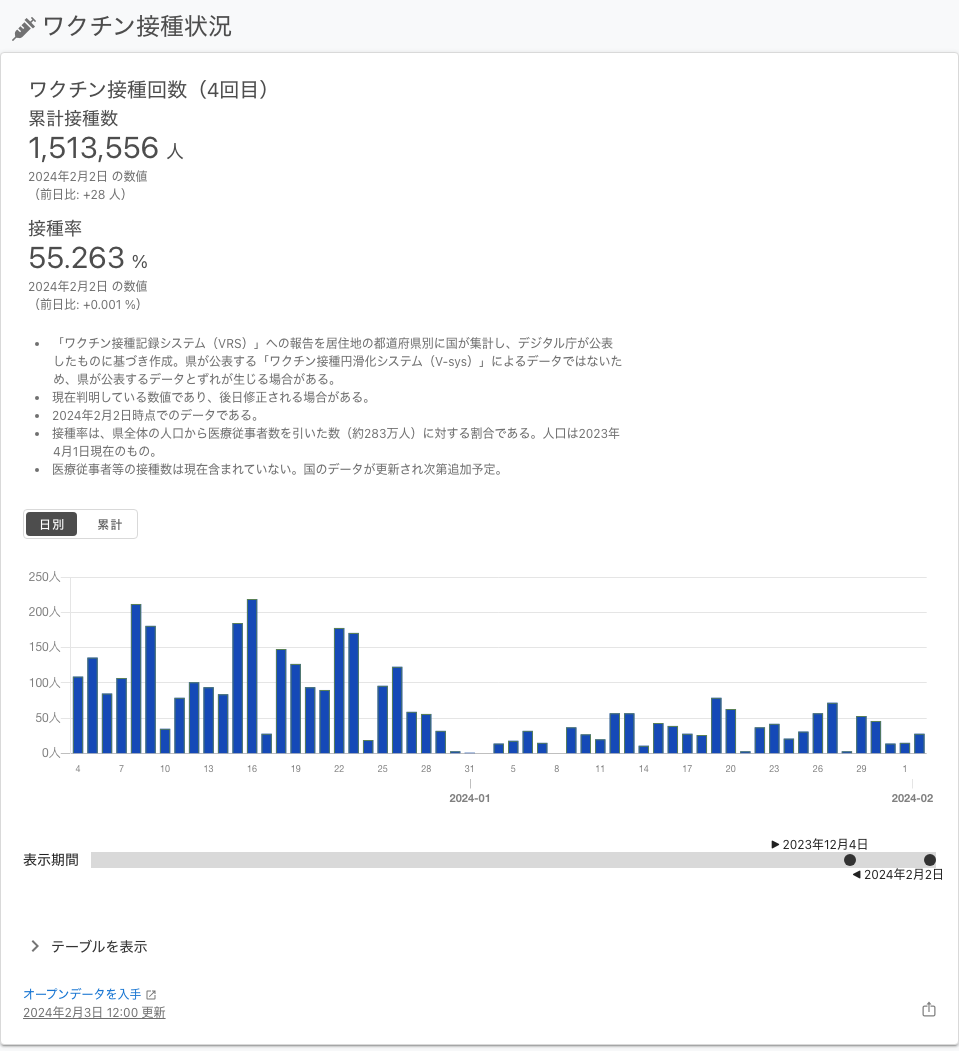 ワクチン接種状況
ワクチン接種回数（4回目）
累計接種数
1,513,556 人
2024年2月2日 の数値
（前日比: +28 人）
接種率
55.263 %
2024年2月2日 の数値
（前日比: +0.001 %）
• 「ワクチン接種記録システム（VRS）」への報告を居住地の都道府県別に国が集計し、デジタル庁が公表
したものに基づき作成。県が公表する「ワクチン接種円滑化システム（V-sys）」によるデータではないた
め、県が公表するデータとずれが生じる場合がある。
• 現在判明している数値であり、後日修正される場合がある。
• 2024年2月2日時点でのデータである。
• 接種率は、県全体の人口から医療従事者数を引いた数（約283万人）に対する割合である。人口は2023年
4月1日現在のもの。
• 医療従事者等の接種数は現在含まれていない。国のデータが更新され次第追加予定。
日別 累計
250人
200人
150人
100人
50人
0人
4 7 10 13 16 19 22 25 28 31 5 8 11 14 17 20 23 26 29 1
2024-01 2024-02
▶ 2023年12月4日
表示期間
◀ 2024年2月2日
テーブルを表示
オープンデータを入手
2024年2月3日 12:00 更新